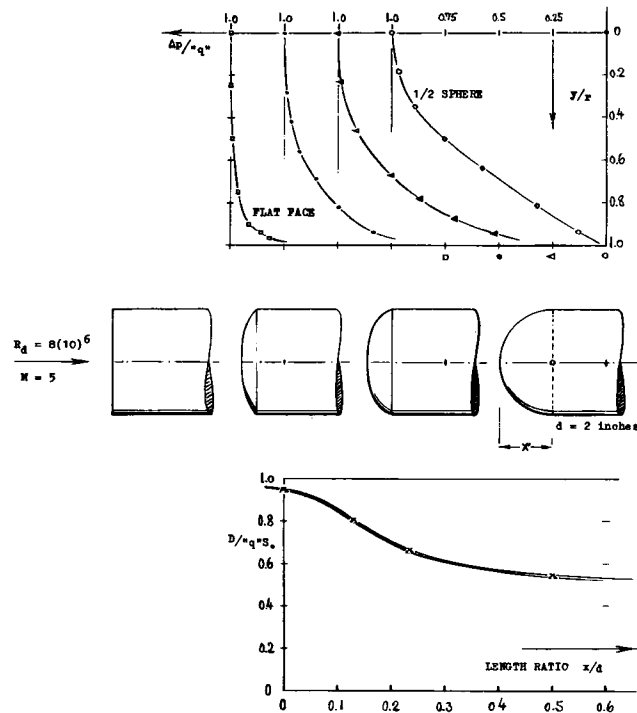 1.0 1.0 1.0 1.0 0.75 0.5 0.25 0
Δp/"q"
y/r
1/2 SPHERE
0.2
0.4
0.6
0.8
1.0
FLAT FACE
R_d = 8(10)^6
M = 5
d = 2 inches
x
1.0
0.8
D/"q"S.
0.6
0.4
0.2
0
LENGTH RATIO x/d
0 0.1 0.2 0.3 0.4 0.5 0.6